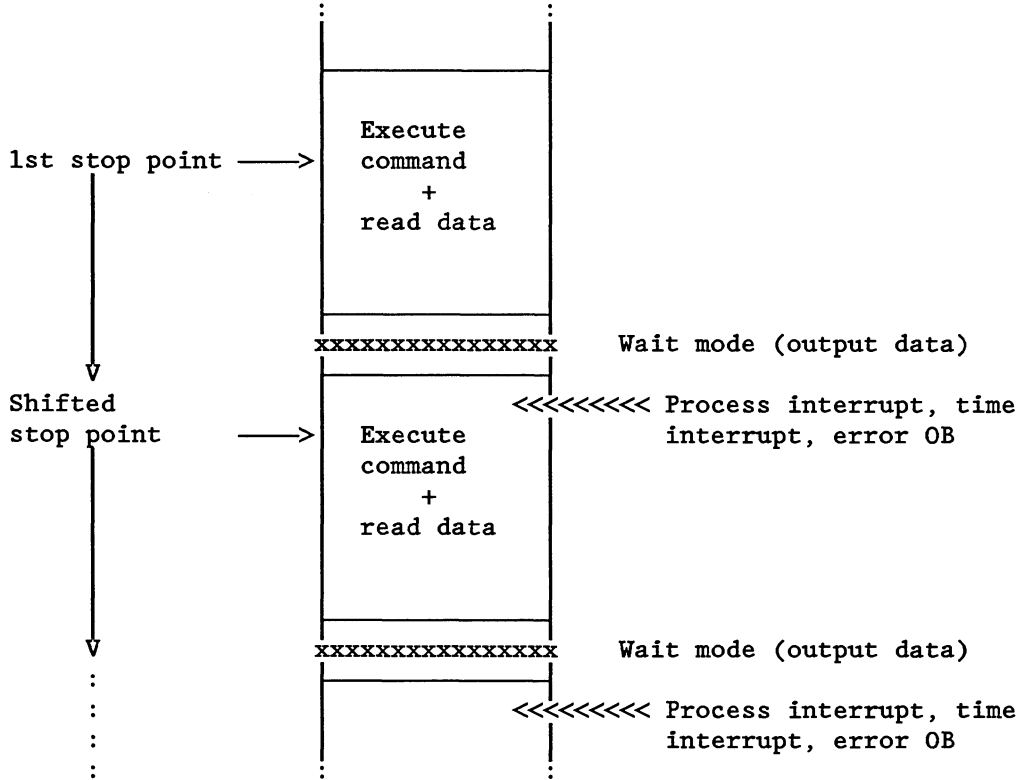 Execute
1st stop point ———> command
+
read data
xxxxxxxxxxxxxxxx Wait mode (output data)
Shifted <<<<<<<<< Process interrupt, time
stop point ———> Execute interrupt, error OB
command
+
read data
xxxxxxxxxxxxxxxx Wait mode (output data)
<<<<<<<<< Process interrupt, time
interrupt, error OB